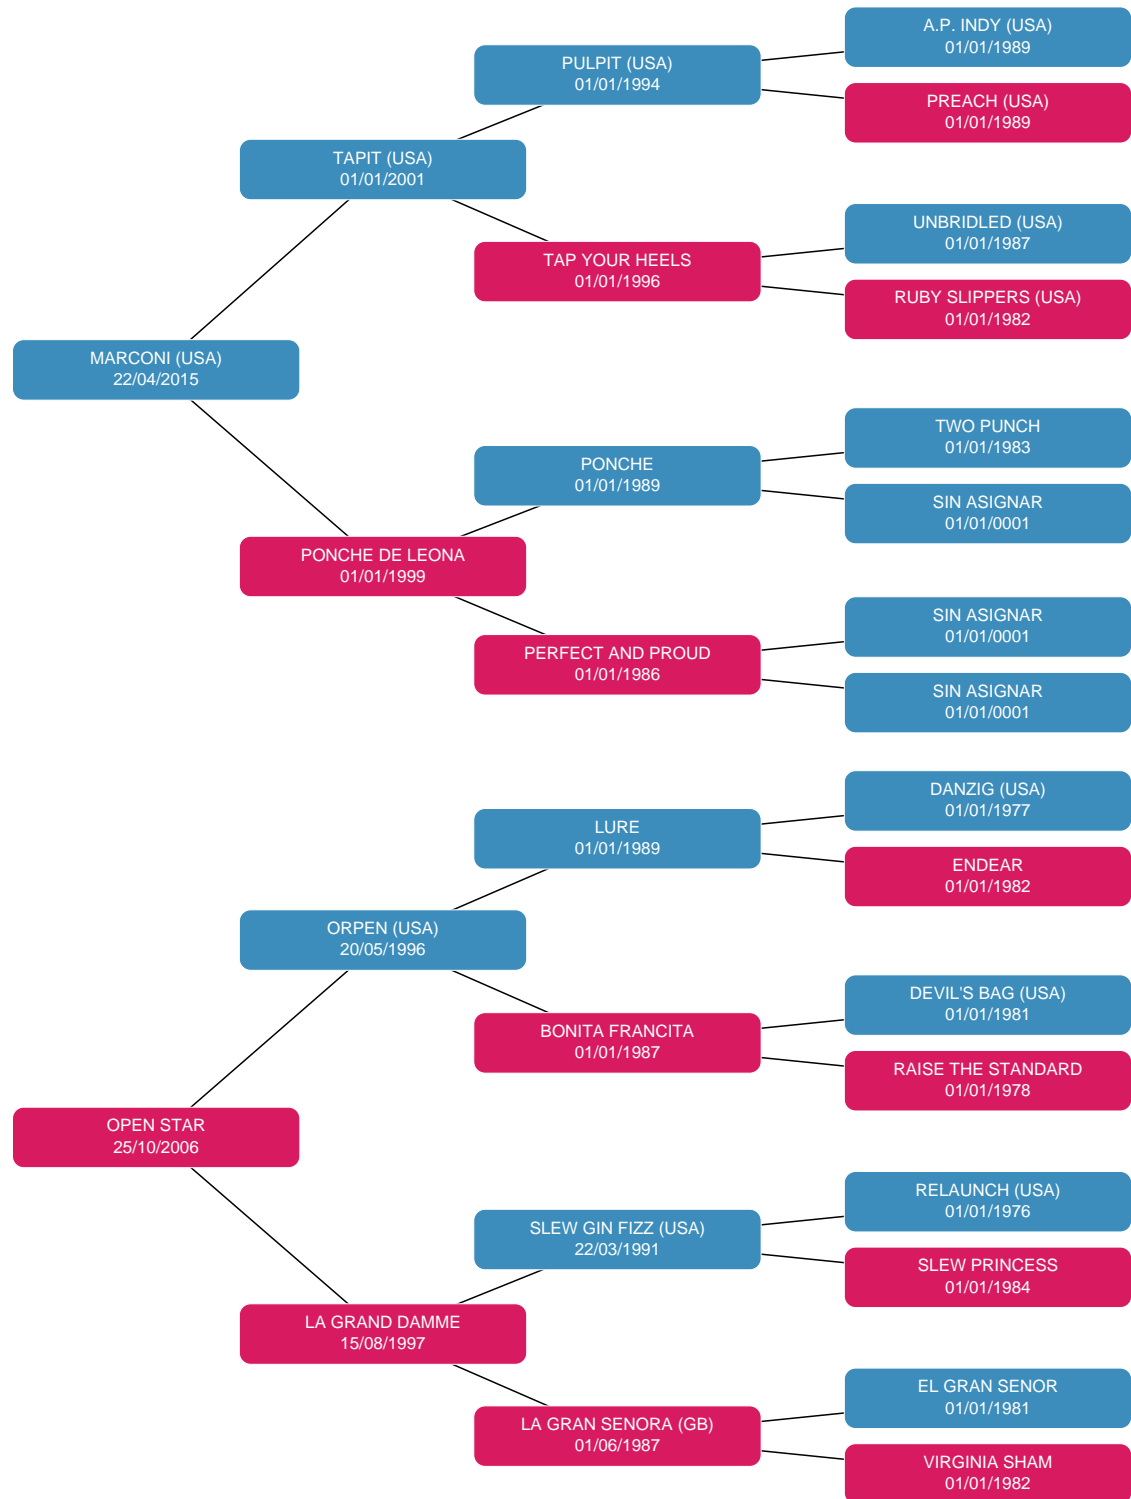 A.P. INDY (USA)
01/01/1989
PULPIT (USA)
01/01/1994
PREACH (USA)
01/01/1989
TAPIT (USA)
01/01/2001
UNBRIDLED (USA)
01/01/1987
TAP YOUR HEELS
01/01/1996
RUBY SLIPPERS (USA)
01/01/1982
MARCONI (USA)
22/04/2015
TWO PUNCH
01/01/1983
PONCHE
01/01/1989
SIN ASIGNAR
01/01/0001
PONCHE DE LEONA
01/01/1999
SIN ASIGNAR
01/01/0001
PERFECT AND PROUD
01/01/1986
SIN ASIGNAR
01/01/0001
DANZIG (USA)
01/01/1977
LURE
01/01/1989
ENDEAR
01/01/1982
ORPEN (USA)
20/05/1996
DEVIL'S BAG (USA)
01/01/1981
BONITA FRANCITA
01/01/1987
RAISE THE STANDARD
01/01/1978
OPEN STAR
25/10/2006
RELAUNCH (USA)
01/01/1976
SLEW GIN FIZZ (USA)
22/03/1991
SLEW PRINCESS
01/01/1984
LA GRAND DAMME
15/08/1997
EL GRAN SENOR
01/01/1981
LA GRAN SENORA (GB)
01/06/1987
VIRGINIA SHAM
01/01/1982